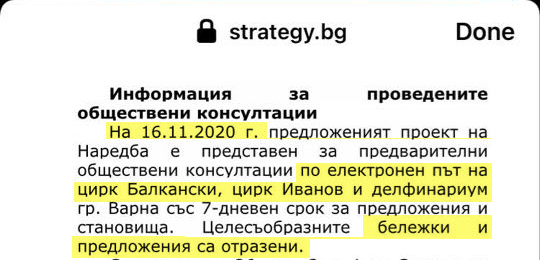 strategy.bg Done
Информация за проведените
обществени консултации
На 16.11.2020 г. предложеният проект на
Наредба е представен за предварителни
обществени консултации по електронен път на
цирк Балкански, цирк Иванов и делфинариум
гр. Варна със 7-дневен срок за предложения и
становища. Целесъобразните бележки и
предложения са отразени.